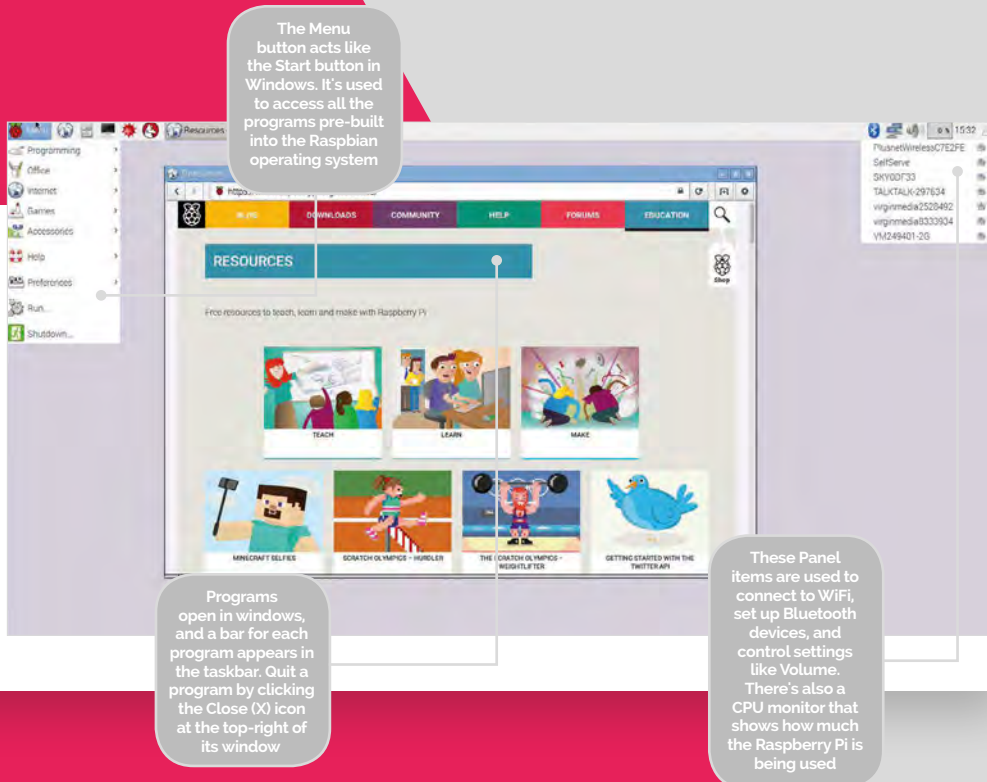 The Menu
button acts like
the Start button in
Windows. It's used
to access all the
programs pre-built
into the Raspbian
operating system
Resources
0 %
15:32
Programming
Office
Internet
Games
Accessories
Help
Preferences
Run...
Shutdown...
PlusnetWirelessC7E2FE
SelfServe
SKY0DF33
TALKTALK-297634
virginmedia2528492
virginmedia8333934
VM249401-2G
BLOG
DOWNLOADS
COMMUNITY
HELP
FORUMS
EDUCATION
RESOURCES
Shop
Free resources to teach, learn and make with Raspberry Pi
TEACH
LEARN
MAKE
MINECRAFT SELFIES
SCRATCH OLYMPICS – HURDLER
THE SCRATCH OLYMPICS –
WEIGHTLIFTER
GETTING STARTED WITH THE
TWITTER API
Programs
open in windows,
and a bar for each
program appears in
the taskbar. Quit a
program by clicking
the Close (X) icon
at the top-right of
its window
These Panel
items are used to
connect to WiFi,
set up Bluetooth
devices, and
control settings
like Volume.
There's also a
CPU monitor that
shows how much
the Raspberry Pi is
being used